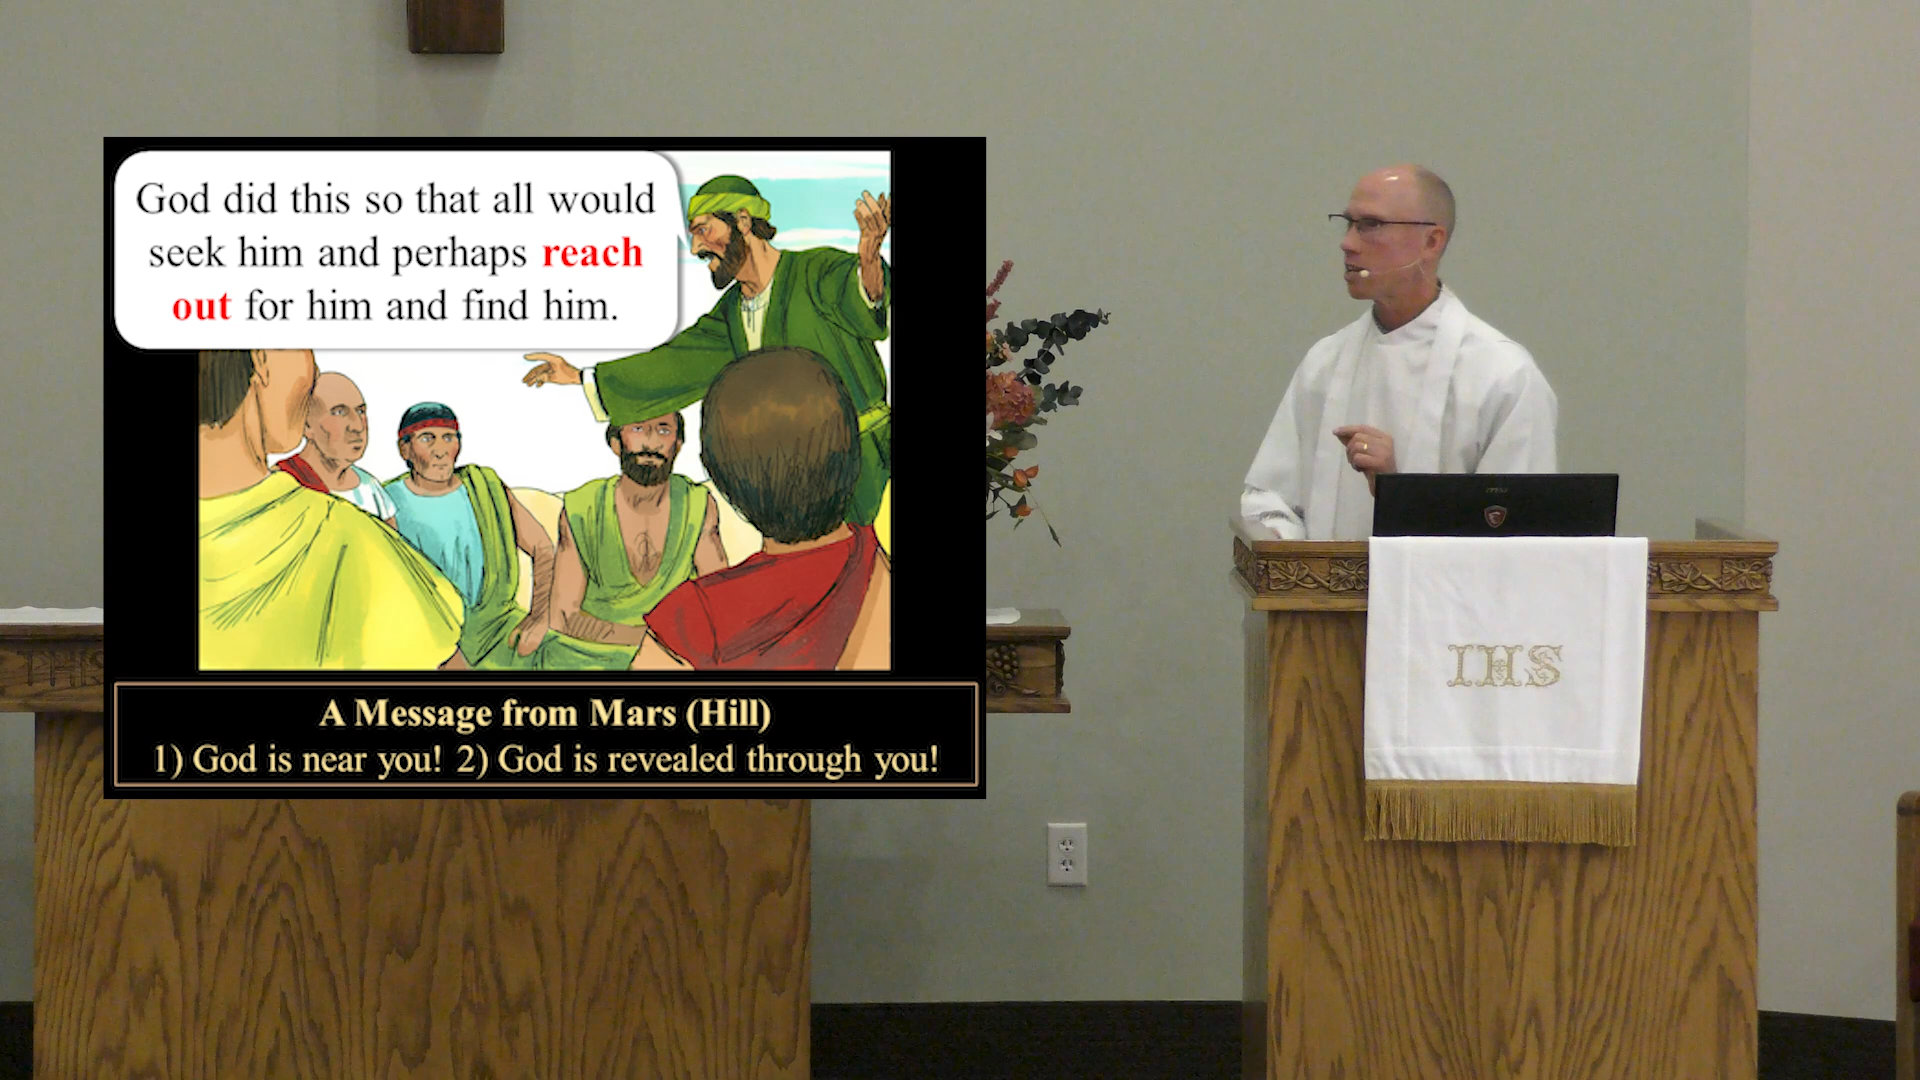 God did this so that all would
seek him and perhaps reach
out for him and find him.
A Message from Mars (Hill)
1) God is near you! 2) God is revealed through you!
IHS